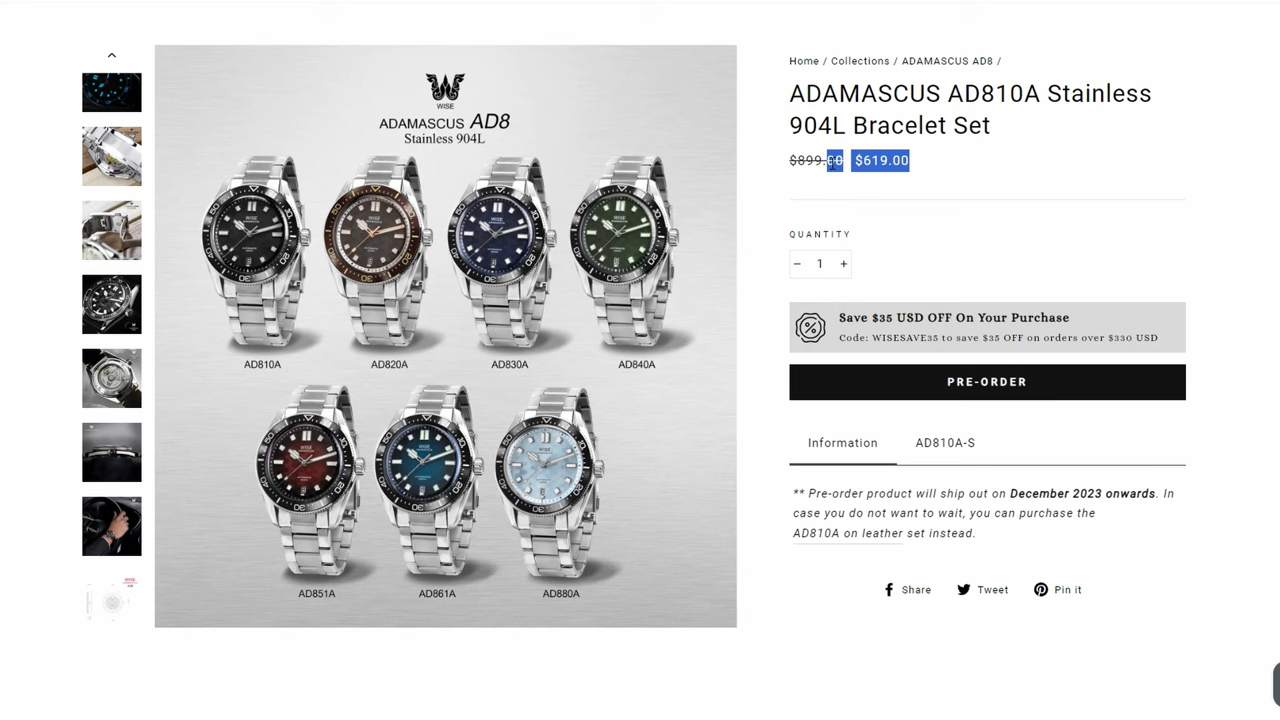 Home / Collections / ADAMASCUS AD8 /
ADAMASCUS AD810A Stainless
904L Bracelet Set
$899.00 $619.00
QUANTITY
− 1 +
Save $35 USD OFF On Your Purchase
Code: WISESAVE35 to save $35 OFF on orders over $330 USD
PRE-ORDER
Information AD810A-S
** Pre-order product will ship out on December 2023 onwards. In
case you do not want to wait, you can purchase the
AD810A on leather set instead.
Share Tweet Pin it
WISE
ADAMASCUS AD8
Stainless 904L
AD810A AD820A AD830A AD840A
AD851A AD861A AD880A